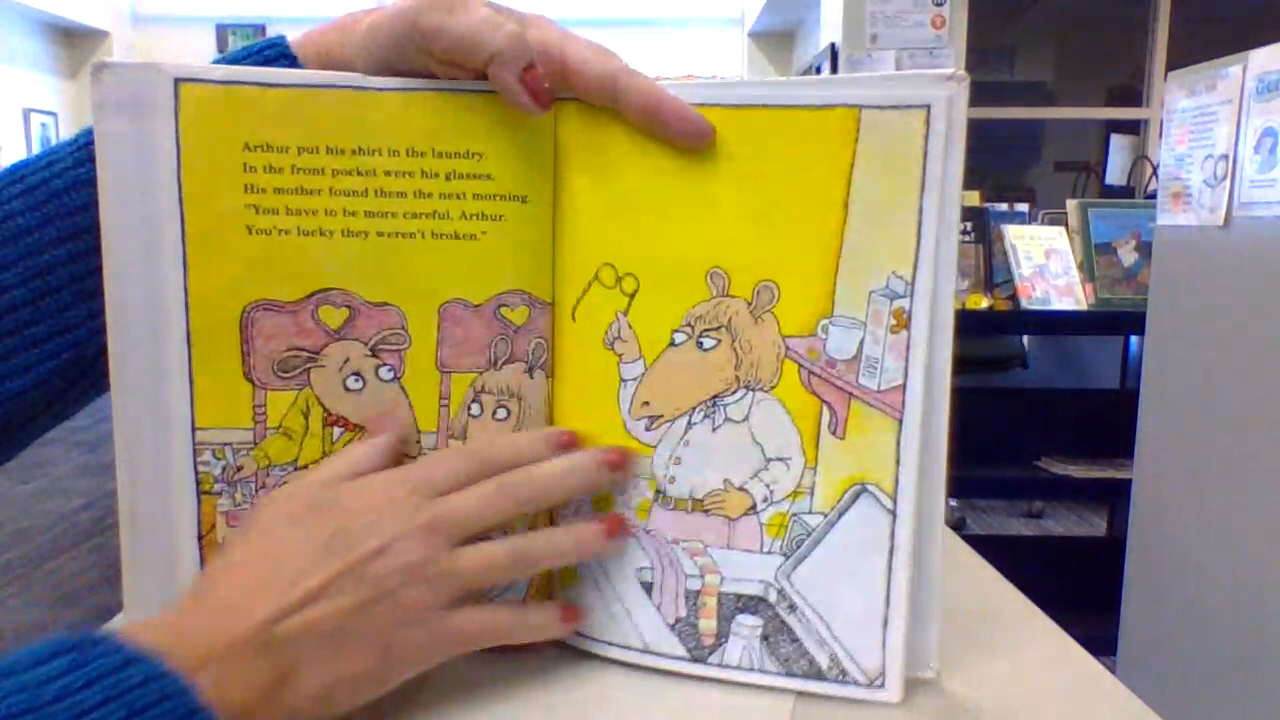 Arthur put his shirt in the laundry.
In the front pocket were his glasses.
His mother found them the next morning.
"You have to be more careful, Arthur.
You're lucky they weren't broken."